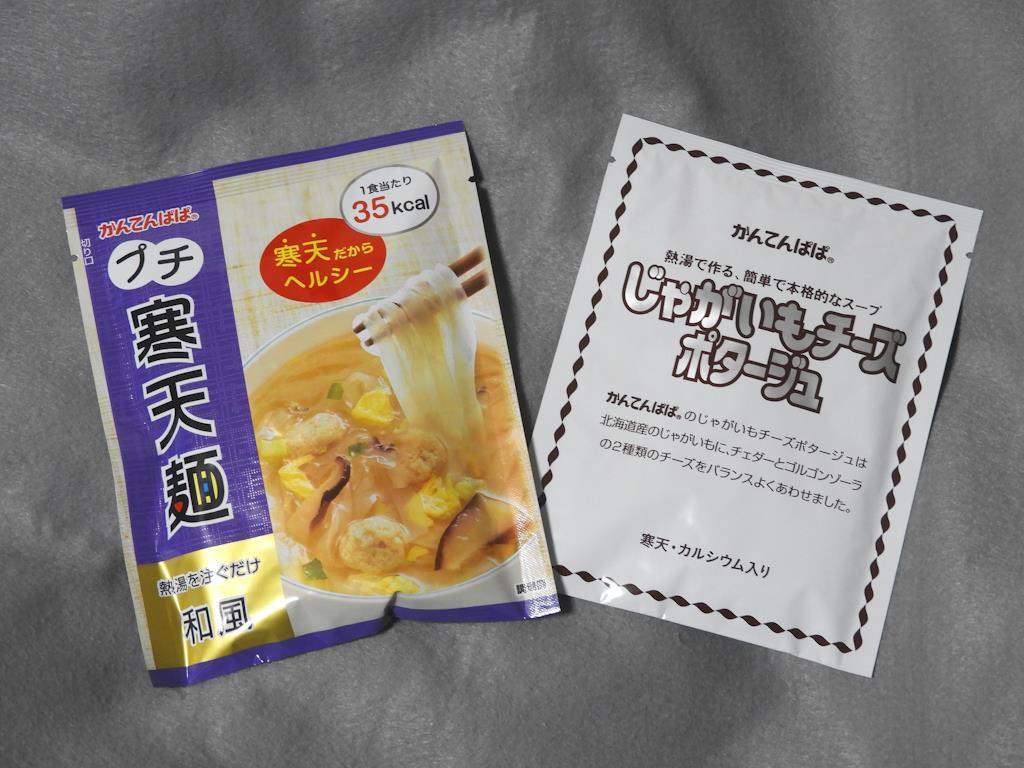 かんてんぱぱ®
切り口
プチ
寒天麺
1食当たり
35kcal
寒天だから
ヘルシー
熱湯を注ぐだけ
和風
調理例
かんてんぱぱ®
熱湯で作る、簡単で本格的なスープ
じゃがいもチーズ
ポタージュ
かんてんぱぱ®のじゃがいもチーズポタージュは
北海道産のじゃがいもに、チェダーとゴルゴンゾーラ
の2種類のチーズをバランスよくあわせました。
寒天・カルシウム入り